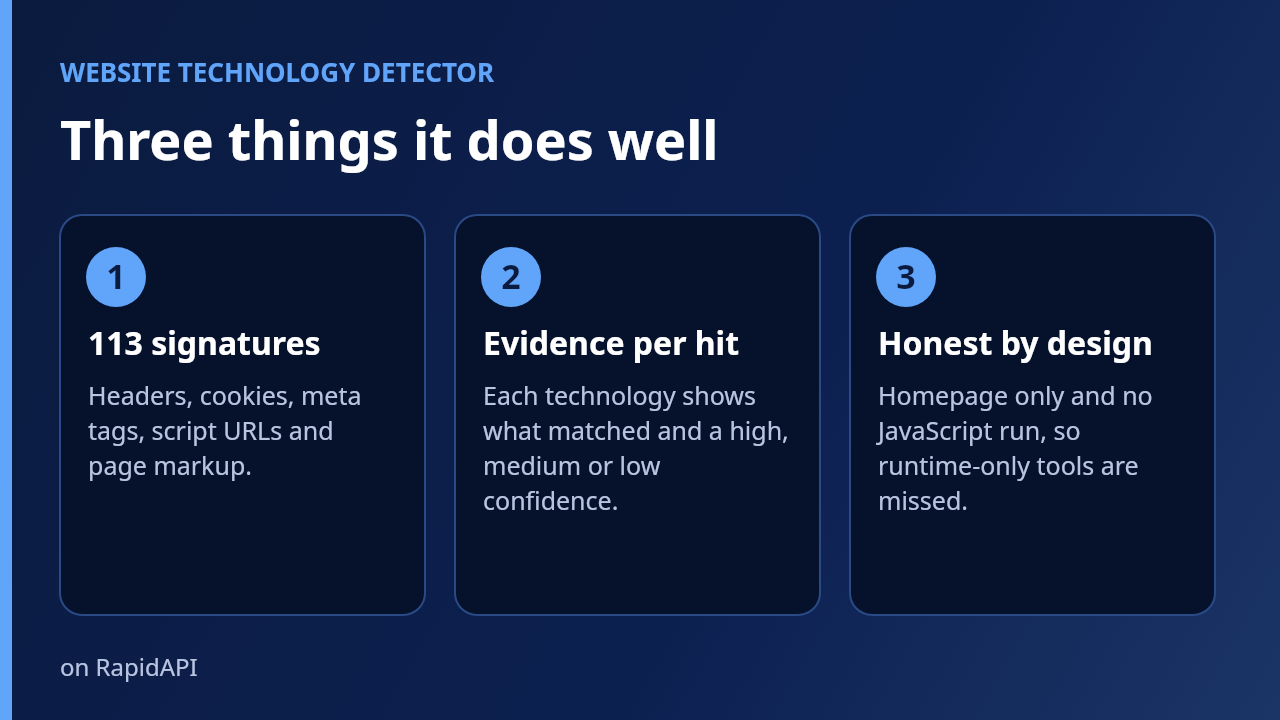 WEBSITE TECHNOLOGY DETECTOR
Three things it does well
1
113 signatures
Headers, cookies, meta
tags, script URLs and
page markup.
2
Evidence per hit
Each technology shows
what matched and a high,
medium or low
confidence.
3
Honest by design
Homepage only and no
JavaScript run, so
runtime-only tools are
missed.
on RapidAPI